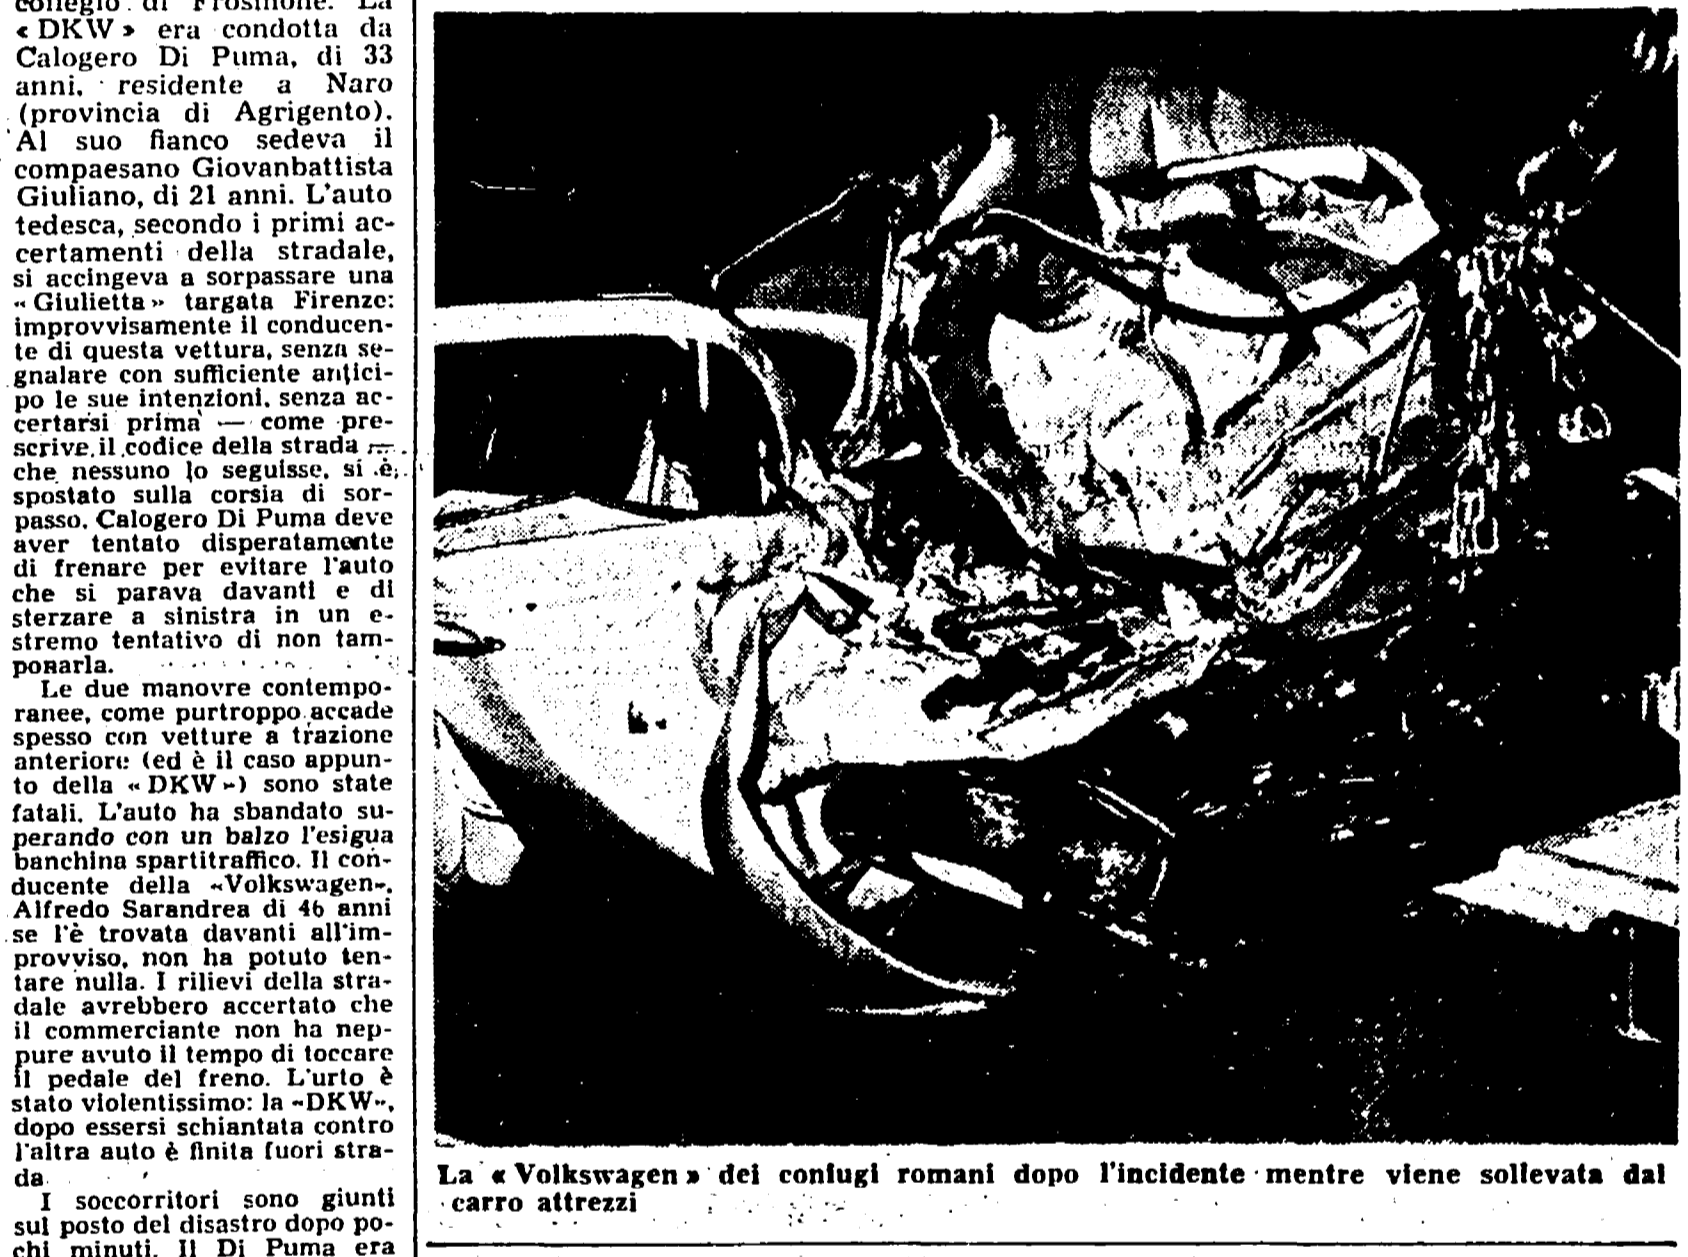 collegio di Frosinone. La
« DKW » era condotta da
Calogero Di Puma, di 33
anni, residente a Naro
(provincia di Agrigento).
Al suo fianco sedeva il
compaesano Giovanbattista
Giuliano, di 21 anni. L'auto
tedesca, secondo i primi ac-
certamenti della stradale,
si accingeva a sorpassare una
« Giulietta » targata Firenze:
improvvisamente il conducen-
te di questa vettura, senza se-
gnalare con sufficiente antici-
po le sue intenzioni, senza ac-
certarsi prima — come pre-
scrive il codice della strada —
che nessuno lo seguisse, si è
spostato sulla corsia di sor-
passo. Calogero Di Puma deve
aver tentato disperatamente
di frenare per evitare l'auto
che si parava davanti e di
sterzare a sinistra in un e-
stremo tentativo di non tam-
ponarla.
Le due manovre contempo-
ranee, come purtroppo accade
spesso con vetture a trazione
anteriore (ed è il caso appun-
to della « DKW ») sono state
fatali. L'auto ha sbandato su-
perando con un balzo l'esigua
banchina spartitraffico. Il con-
ducente della «Volkswagen»,
Alfredo Sarandrea di 46 anni
se l'è trovata davanti all'im-
provviso, non ha potuto ten-
tare nulla. I rilievi della stra-
dale avrebbero accertato che
il commerciante non ha nep-
pure avuto il tempo di toccare
il pedale del freno. L'urto è
stato violentissimo: la «DKW»,
dopo essersi schiantata contro
l'altra auto è finita fuori stra-
da.
I soccorritori sono giunti
sul posto del disastro dopo po-
chi minuti. Il Di Puma era
La « Volkswagen » dei coniugi romani dopo l'incidente mentre viene sollevata dal
carro attrezzi